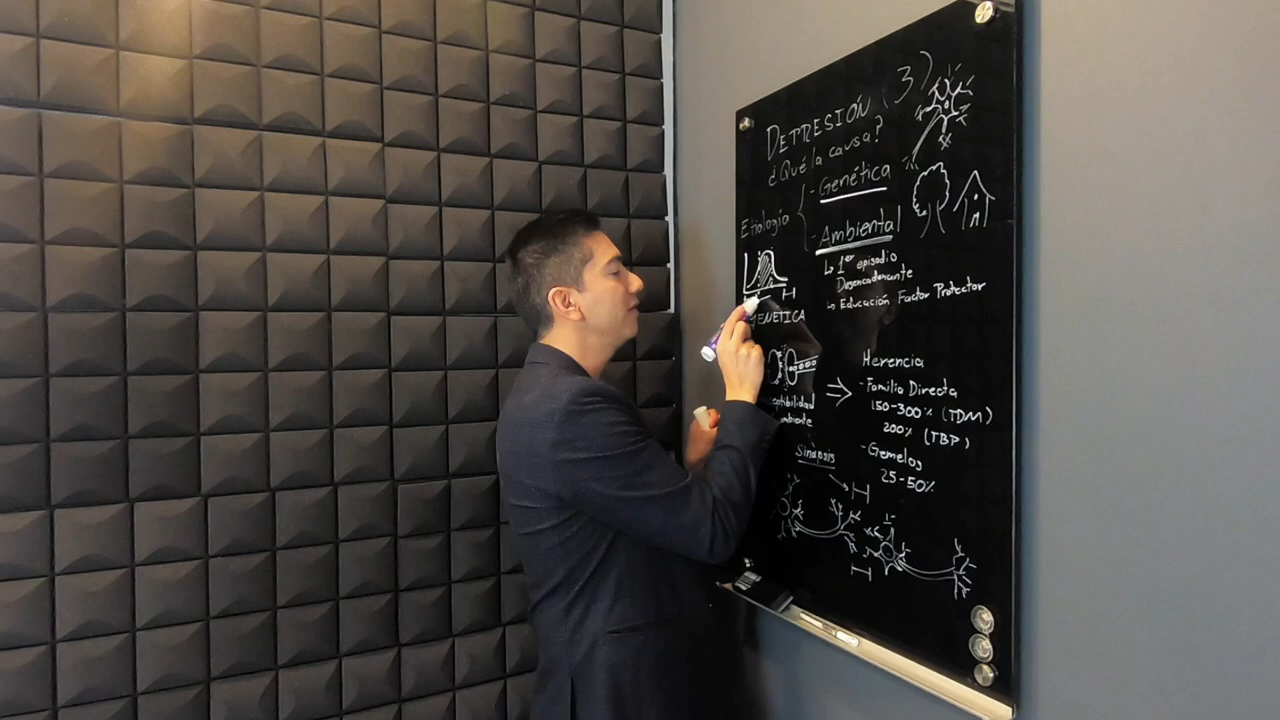 DEPRESIÓN (3)
¿Qué la causa?
Etiología
- Genética
- Ambiental
↳ 1er episodio
Desencadenante
↳ Educación Factor Protector
GENÉTICA
Herencia
- Familia Directa
150-300% (TDM)
200% (TBP)
- Gemelos
25-50%
Sinapsis